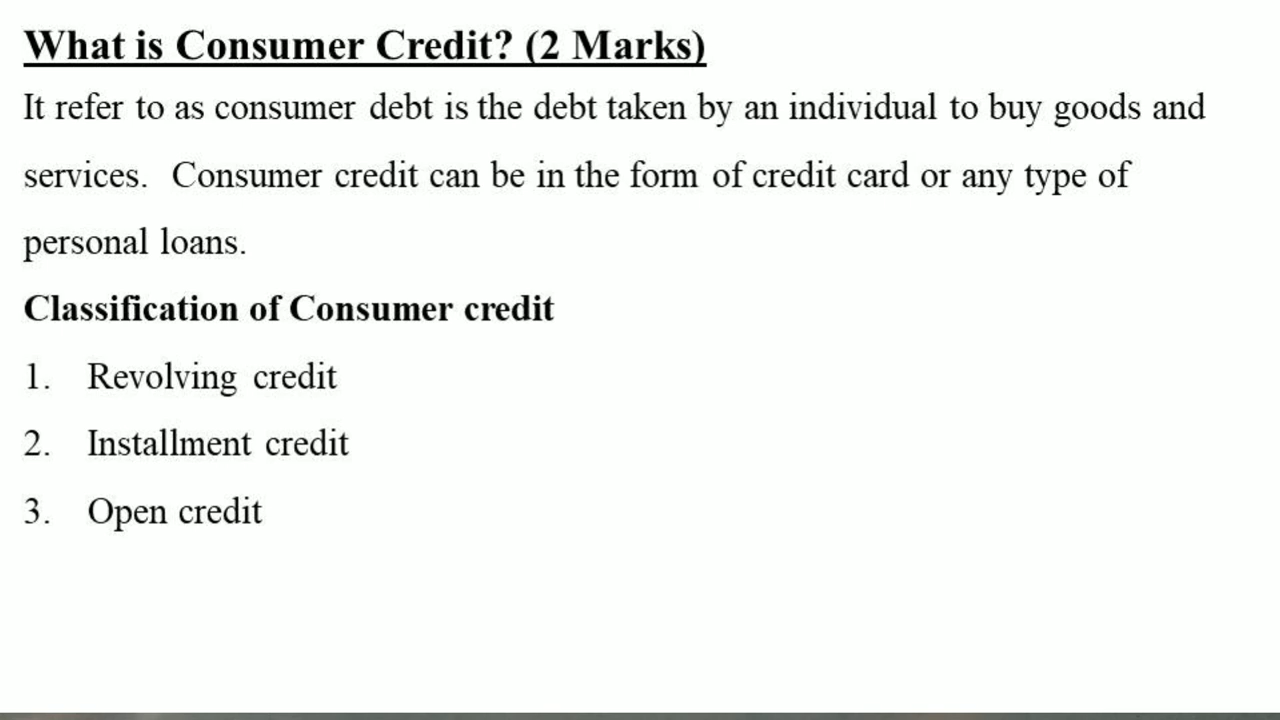 What is Consumer Credit? (2 Marks)
It refer to as consumer debt is the debt taken by an individual to buy goods and
services. Consumer credit can be in the form of credit card or any type of
personal loans.
Classification of Consumer credit
1. Revolving credit
2. Installment credit
3. Open credit